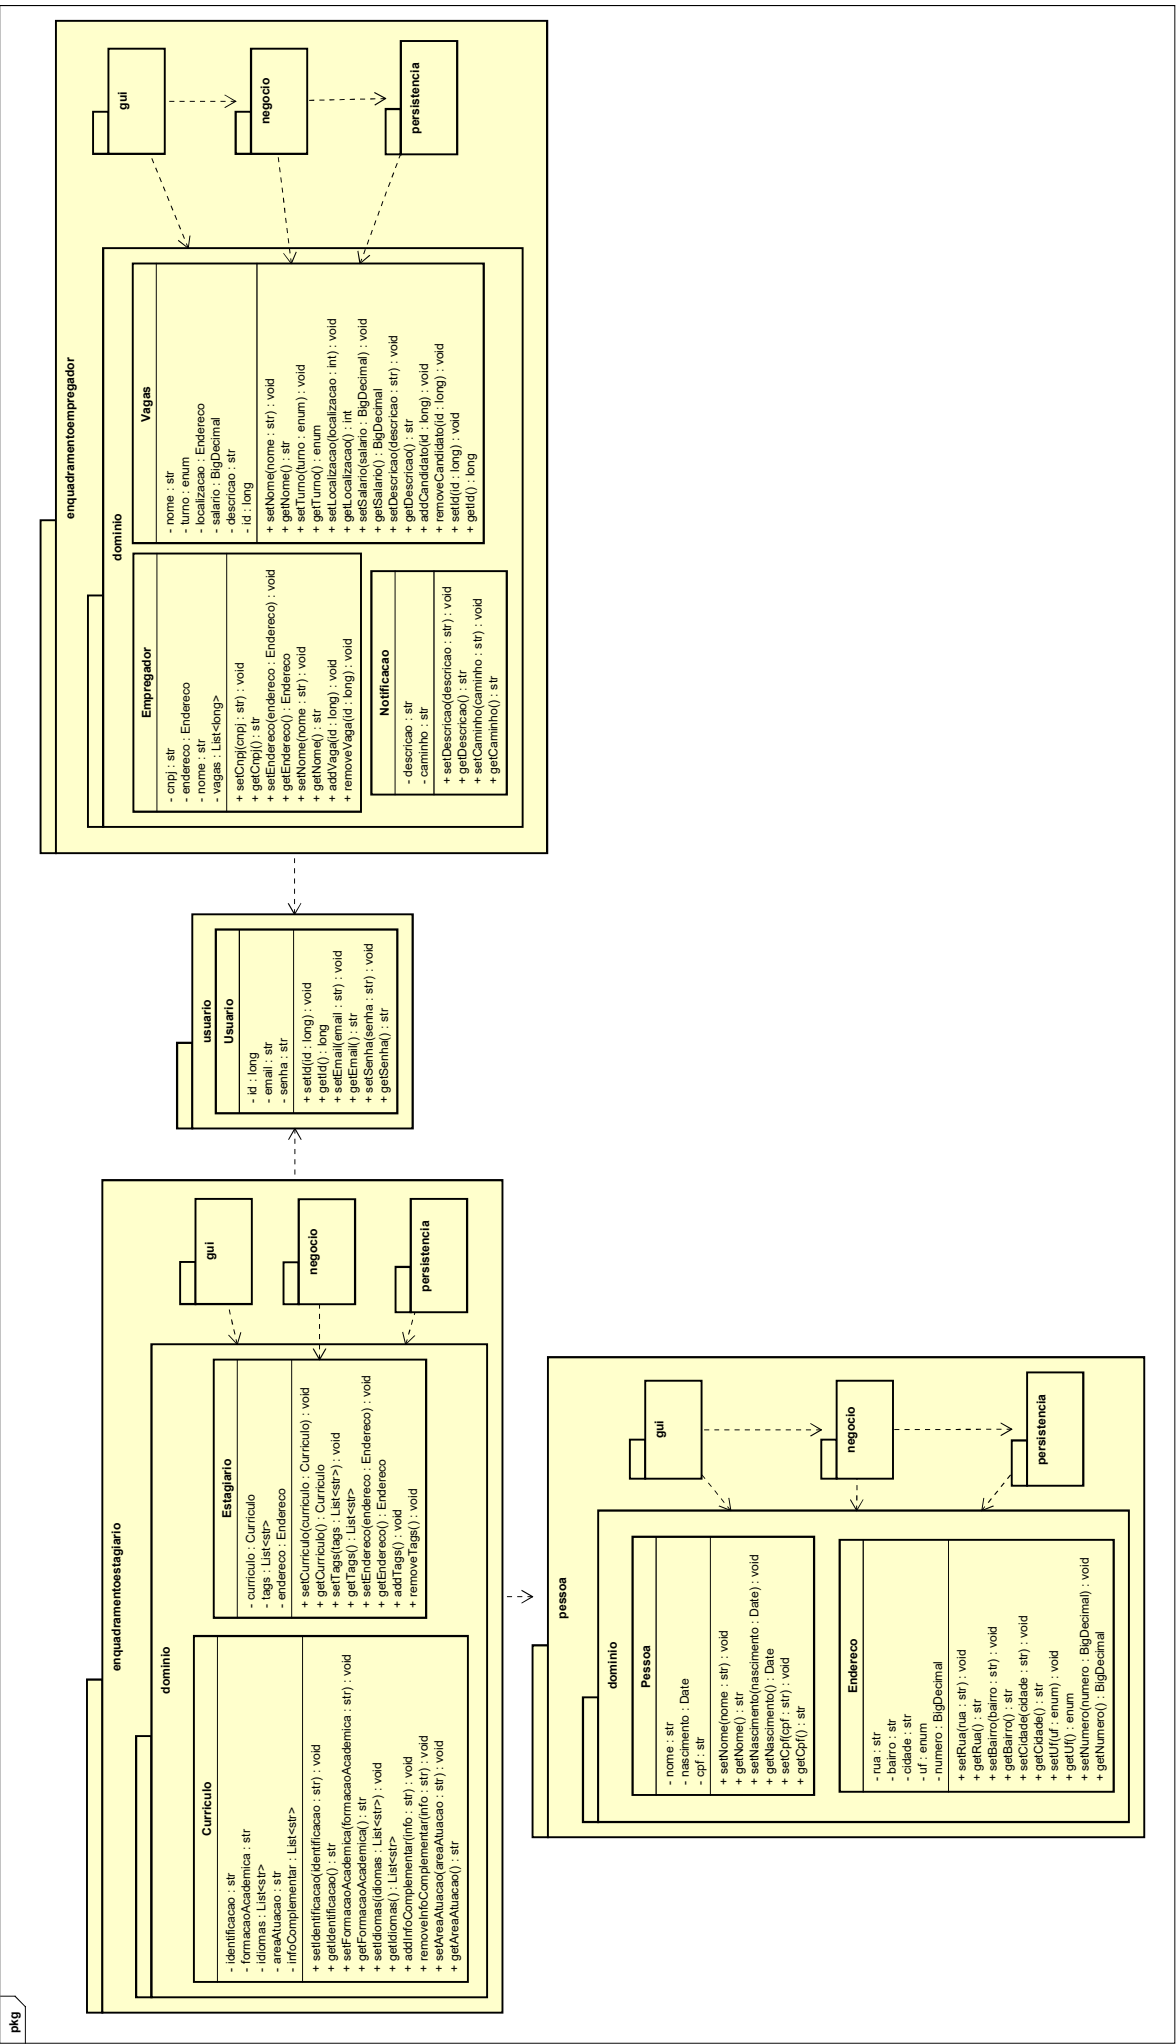 pkg
enquadramentoestagiario
dominio
Curriculo
- identificacao : str
- formacaoAcademica : str
- idiomas : List<str>
- areaAtuacao : str
- infoComplementar : List<str>
+ setIdentificacao(identificacao : str) : void
+ getIdentificacao() : str
+ setFormacaoAcademica(formacaoAcademica : str) : void
+ getFormacaoAcademica() : str
+ setIdiomas(idiomas : List<str>) : void
+ getIdiomas() : List<str>
+ addInfoComplementar(info : str) : void
+ removeInfoComplementar(info : str) : void
+ setAreaAtuacao(areaAtuacao : str) : void
+ getAreaAtuacao() : str
Estagiario
- curriculo : Curriculo
- tags : List<str>
- endereco : Endereco
+ setCurriculo(curriculo : Curriculo) : void
+ getCurriculo() : Curriculo
+ setTags(tags : List<str>) : void
+ getTags() : List<str>
+ setEndereco(endereco : Endereco) : void
+ getEndereco() : Endereco
+ addTags() : void
+ removeTags() : void
gui
negocio
persistencia
usuario
Usuario
- id : long
- email : str
- senha : str
+ setId(id : long) : void
+ getId() : long
+ setEmail(email : str) : void
+ getEmail() : str
+ setSenha(senha : str) : void
+ getSenha() : str
enquadramentoempregador
dominio
Empregador
- cnpj : str
- endereco : Endereco
- nome : str
- vagas : List<long>
+ setCnpj(cnpj : str) : void
+ getCnpj() : str
+ setEndereco(endereco : Endereco) : void
+ getEndereco() : Endereco
+ setNome(nome : str) : void
+ getNome() : str
+ addVaga(id : long) : void
+ removeVaga(id : long) : void
Vagas
- nome : str
- turno : enum
- localizacao : Endereco
- salario : BigDecimal
- descricao : str
- id : long
+ setNome(nome : str) : void
+ getNome() : str
+ setTurno(turno : enum) : void
+ getTurno() : enum
+ setLocalizacao(localizacao : int) : void
+ getLocalizacao() : int
+ setSalario(salario : BigDecimal) : void
+ getSalario() : BigDecimal
+ setDescricao(descricao : str) : void
+ getDescricao() : str
+ addCandidato(id : long) : void
+ removeCandidato(id : long) : void
+ setId(id : long) : void
+ getId() : long
Notificacao
- descricao : str
- caminho : str
+ setDescricao(descricao : str) : void
+ getDescricao() : str
+ setCaminho(caminho : str) : void
+ getCaminho() : str
gui
negocio
persistencia
pessoa
dominio
Pessoa
- nome : str
- nascimento : Date
- cpf : str
+ setNome(nome : str) : void
+ getNome() : str
+ setNascimento(nascimento : Date) : void
+ getNascimento() : Date
+ setCpf(cpf : str) : void
+ getCpf() : str
Endereco
- rua : str
- bairro : str
- cidade : str
- uf : enum
- numero : BigDecimal
+ setRua(rua : str) : void
+ getRua() : str
+ setBairro(bairro : str) : void
+ getBairro() : str
+ setCidade(cidade : str) : void
+ getCidade() : str
+ setUf(uf : enum) : void
+ getUf() : enum
+ setNumero(numero : BigDecimal) : void
+ getNumero() : BigDecimal
gui
negocio
persistencia